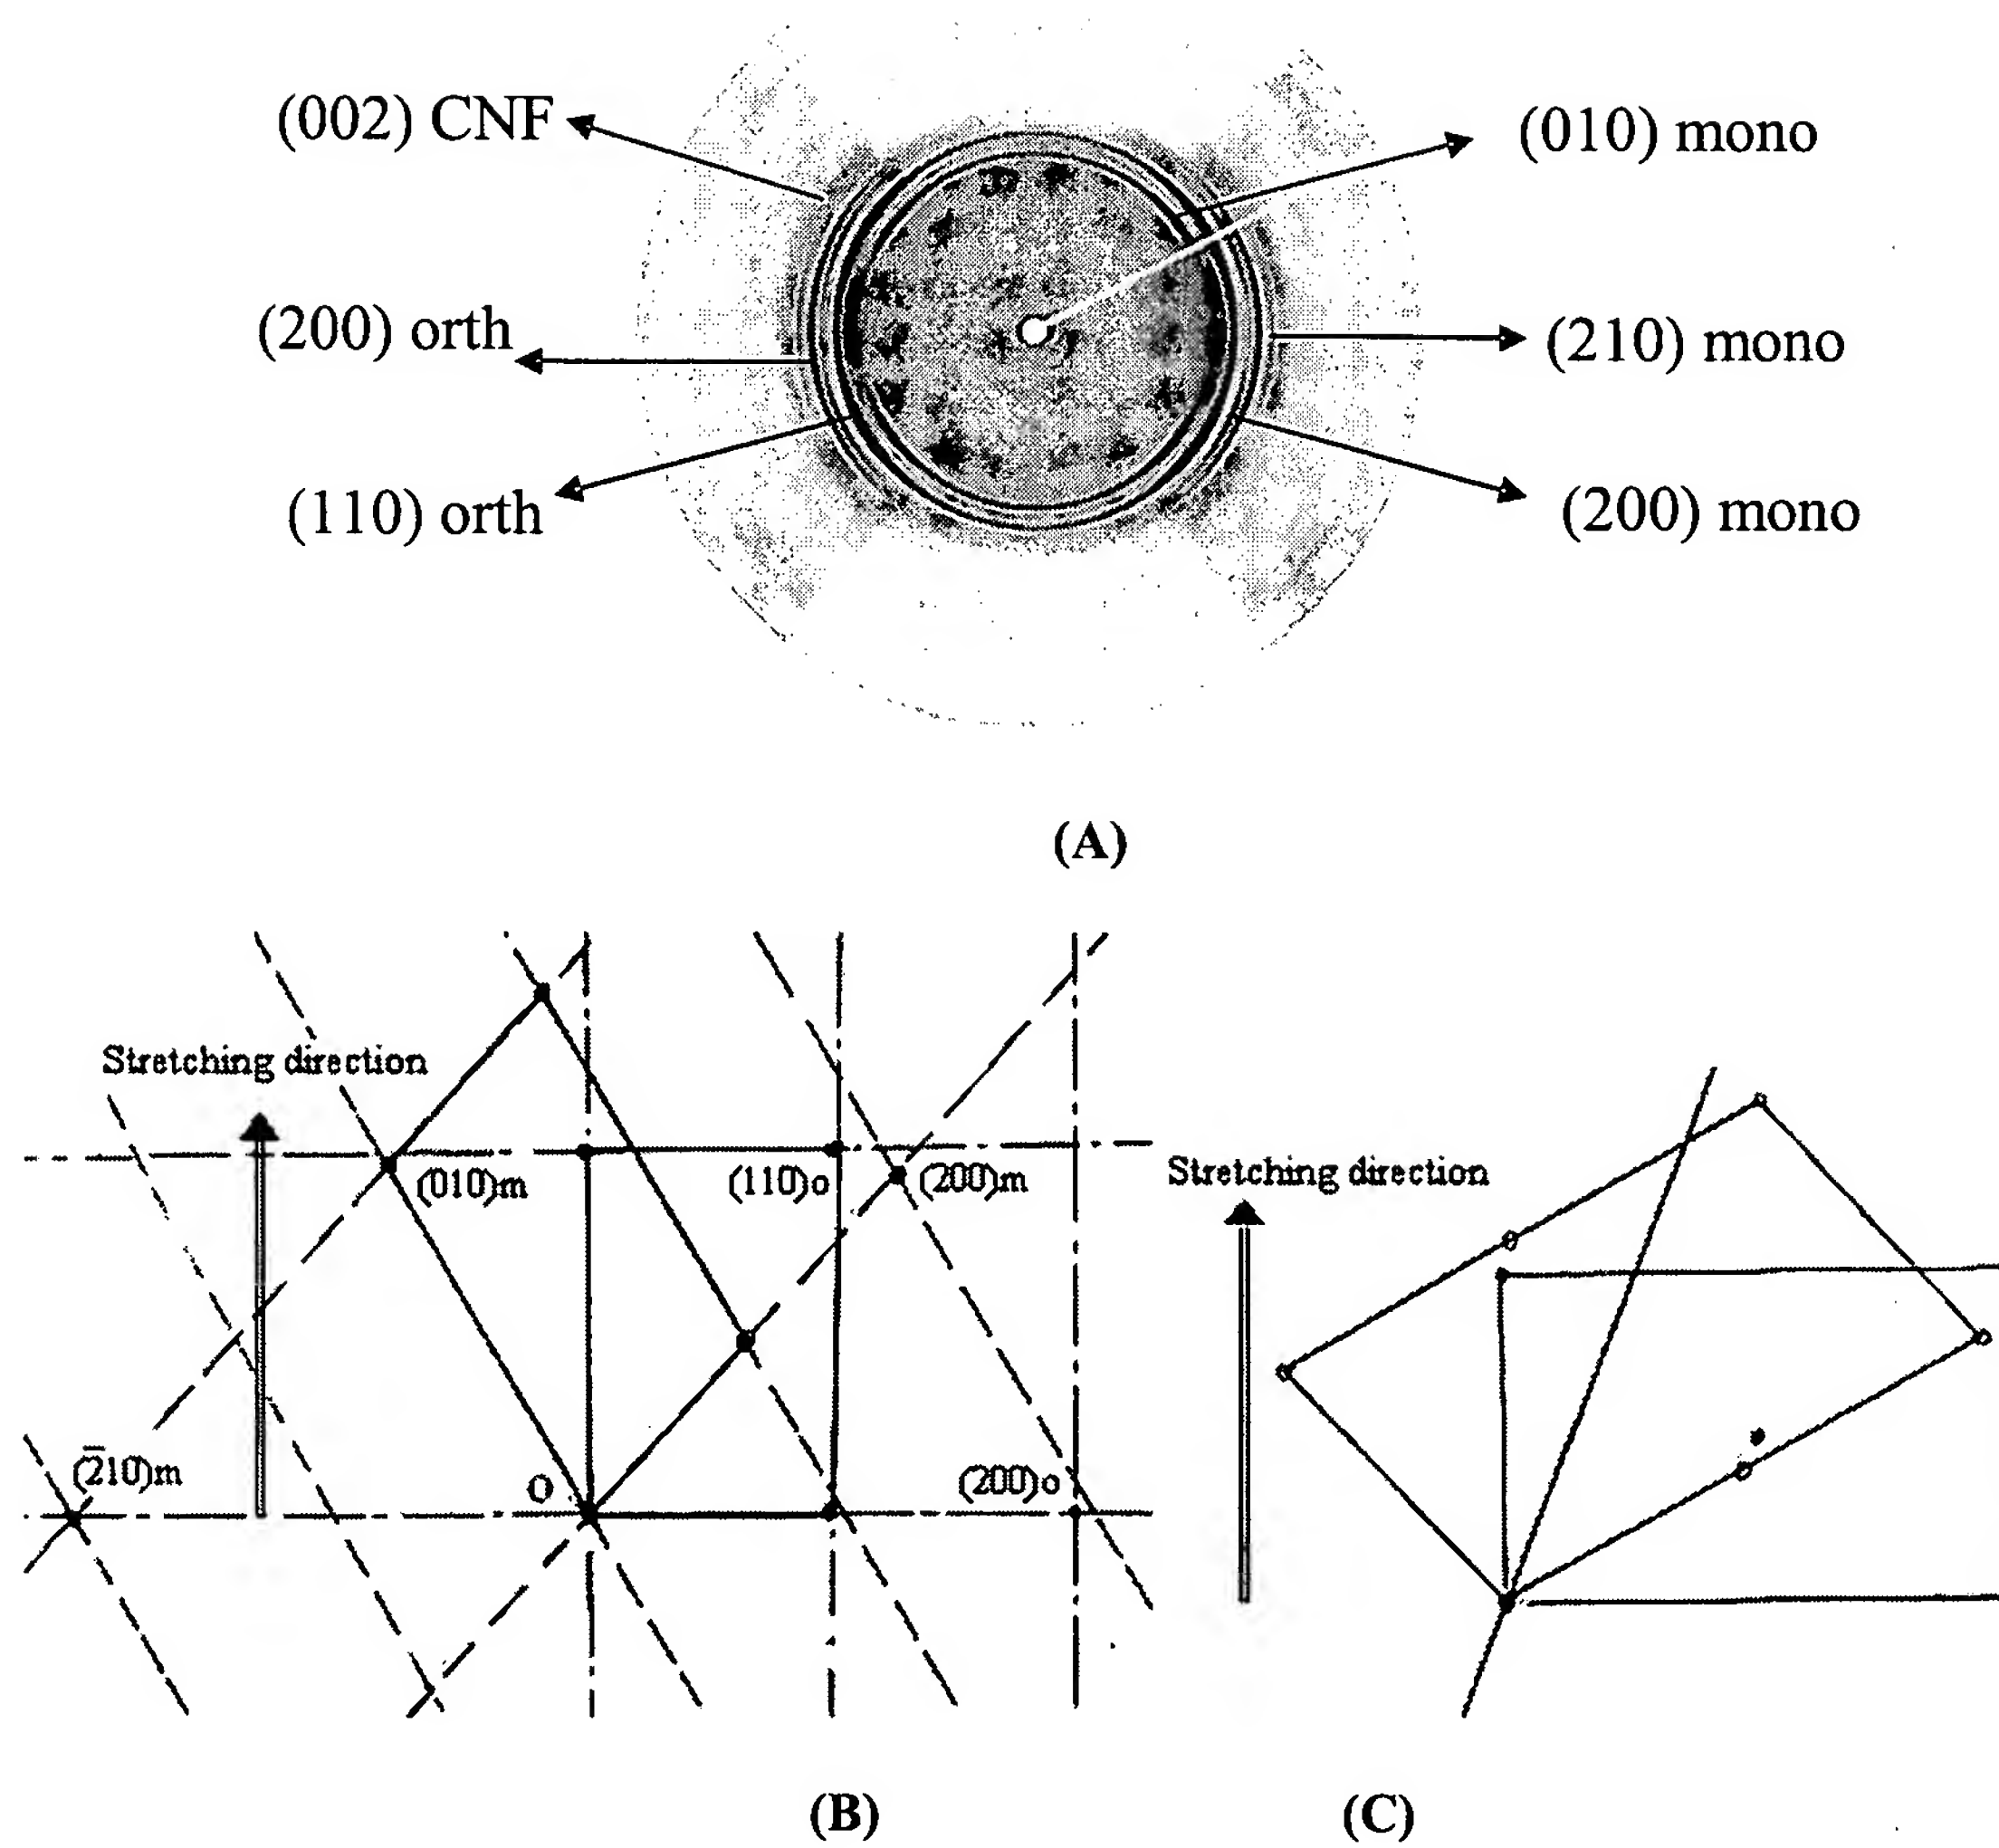 (002) CNF
(010) mono
(200) orth
(210) mono
(110) orth
(200) mono
(A)
Stretching direction
(010)m
(110)o
(200)m
(2̅10)m
O
(200)o
Stretching direction
(B)
(C)